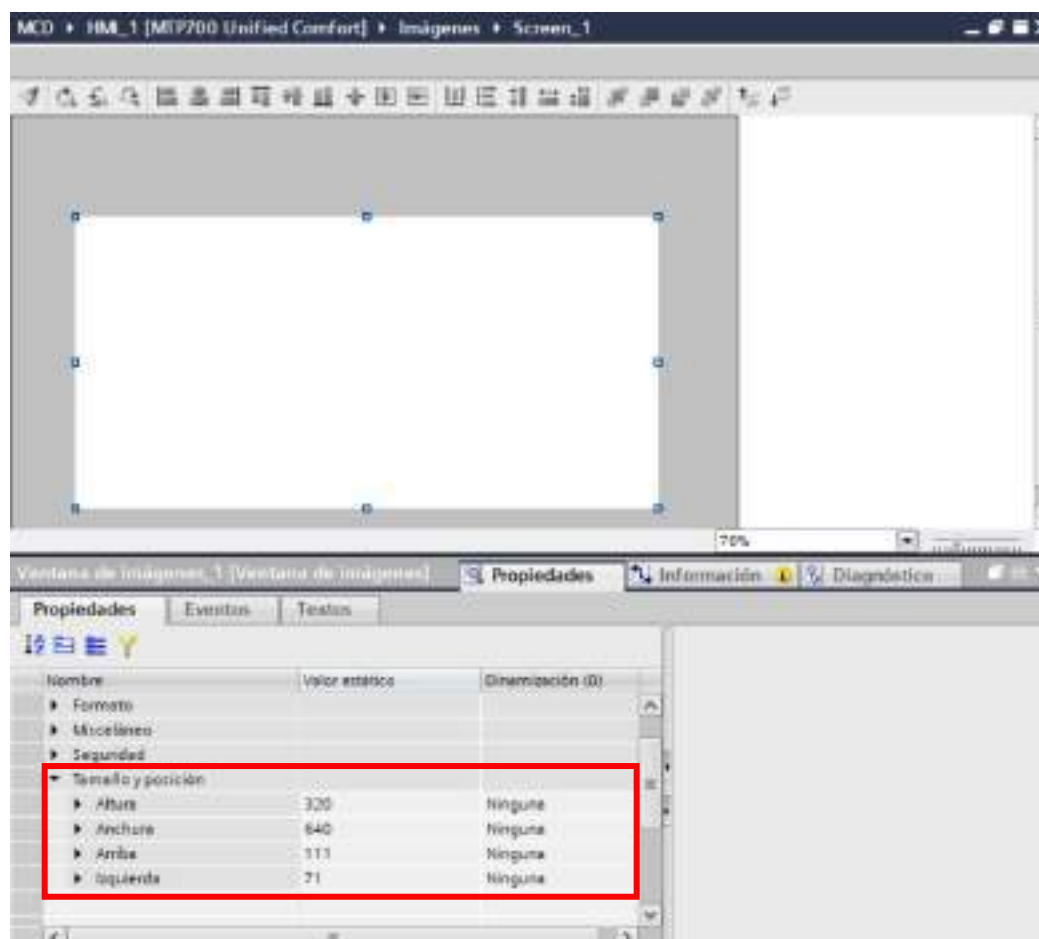 MCD ▸ HMI_1 [MTP700 Unified Comfort] ▸ Imágenes ▸ Screen_1
70%
Ventana de imágenes_1 [Ventana de imágenes]
Propiedades
Información
Diagnóstico
Propiedades
Eventos
Textos
Nombre Valor estático Dinamización (0)
Formato
Misceláneo
Seguridad
Tamaño y posición
Altura 320 Ninguna
Anchura 640 Ninguna
Arriba 111 Ninguna
Izquierda 71 Ninguna